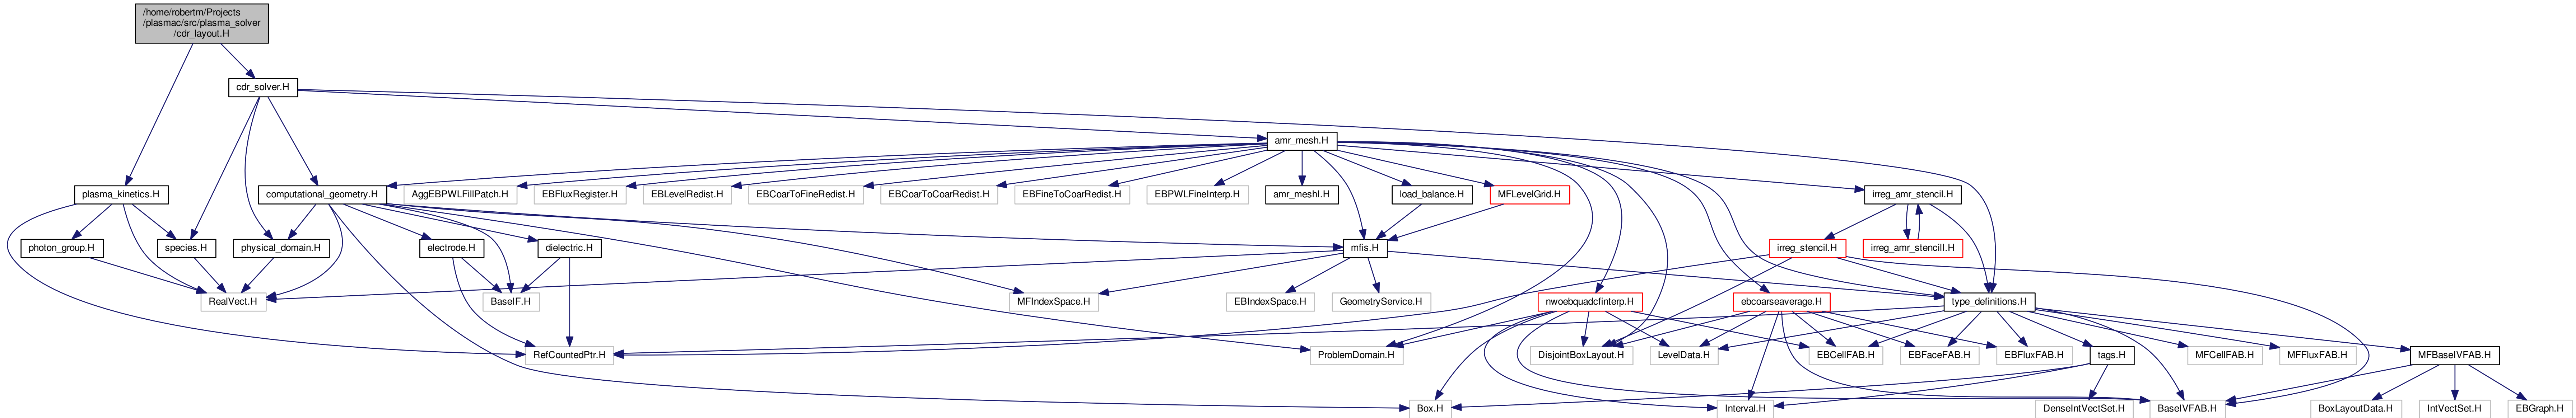 /home/robertm/Projects
/plasmac/src/plasma_solver
/cdr_layout.H
cdr_solver.H
amr_mesh.H
plasma_kinetics.H
computational_geometry.H
AggEBPWLFillPatch.H
EBFluxRegister.H
EBLevelRedist.H
EBCoarToFineRedist.H
EBCoarToCoarRedist.H
EBFineToCoarRedist.H
EBPWLFineInterp.H
amr_meshI.H
load_balance.H
MFLevelGrid.H
irreg_amr_stencil.H
photon_group.H
species.H
physical_domain.H
electrode.H
dielectric.H
mfis.H
irreg_stencil.H
irreg_amr_stencilI.H
RealVect.H
BaseIF.H
MFIndexSpace.H
EBIndexSpace.H
GeometryService.H
nwoebquadcfinterp.H
ebcoarseaverage.H
type_definitions.H
RefCountedPtr.H
ProblemDomain.H
DisjointBoxLayout.H
LevelData.H
EBCellFAB.H
EBFaceFAB.H
EBFluxFAB.H
tags.H
MFCellFAB.H
MFFluxFAB.H
MFBaseIVFAB.H
Box.H
Interval.H
DenseIntVectSet.H
BaseIVFAB.H
BoxLayoutData.H
IntVectSet.H
EBGraph.H